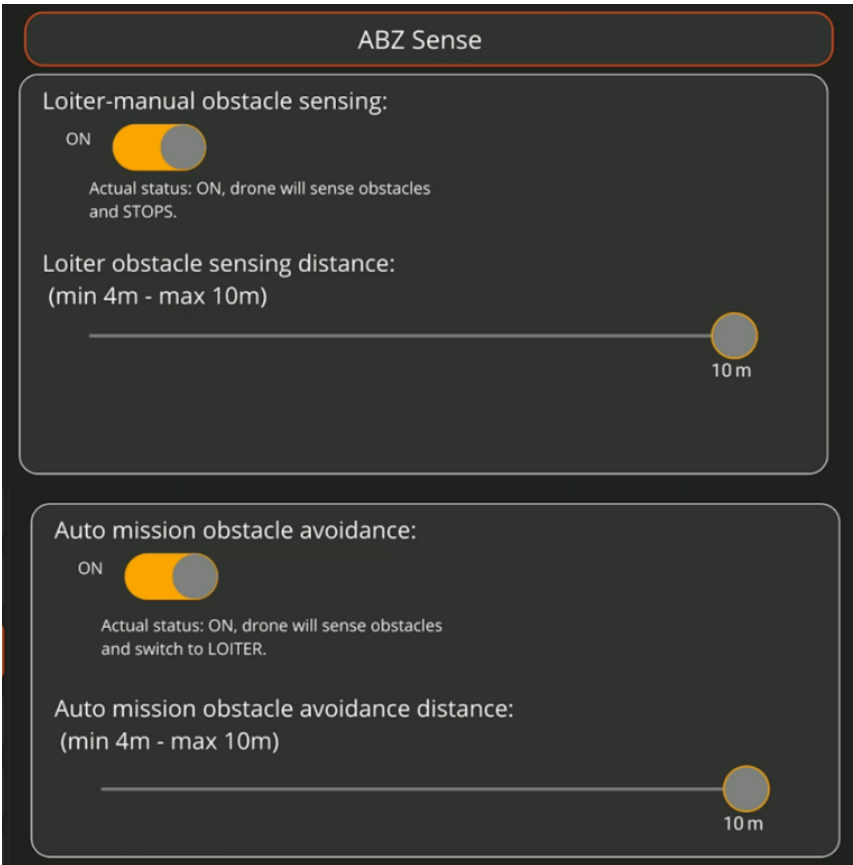 ABZ Sense
Loiter-manual obstacle sensing:
ON
Actual status: ON, drone will sense obstacles
and STOPS.
Loiter obstacle sensing distance:
(min 4m - max 10m)
10 m
Auto mission obstacle avoidance:
ON
Actual status: ON, drone will sense obstacles
and switch to LOITER.
Auto mission obstacle avoidance distance:
(min 4m - max 10m)
10 m